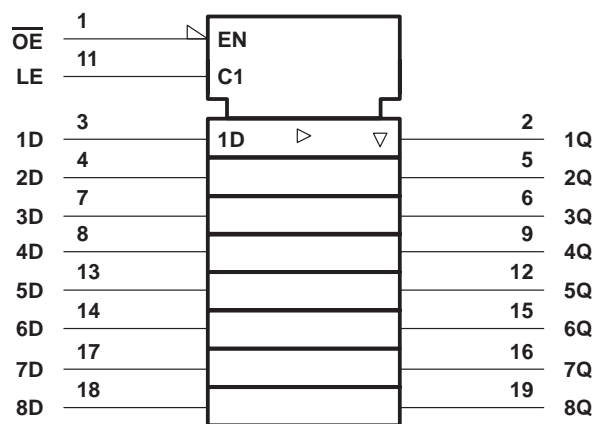 1
OE EN
11
LE C1
3 2
1D 1D 1Q
4 5
2D 2Q
7 6
3D 3Q
8 9
4D 4Q
13 12
5D 5Q
14 15
6D 6Q
17 16
7D 7Q
18 19
8D 8Q